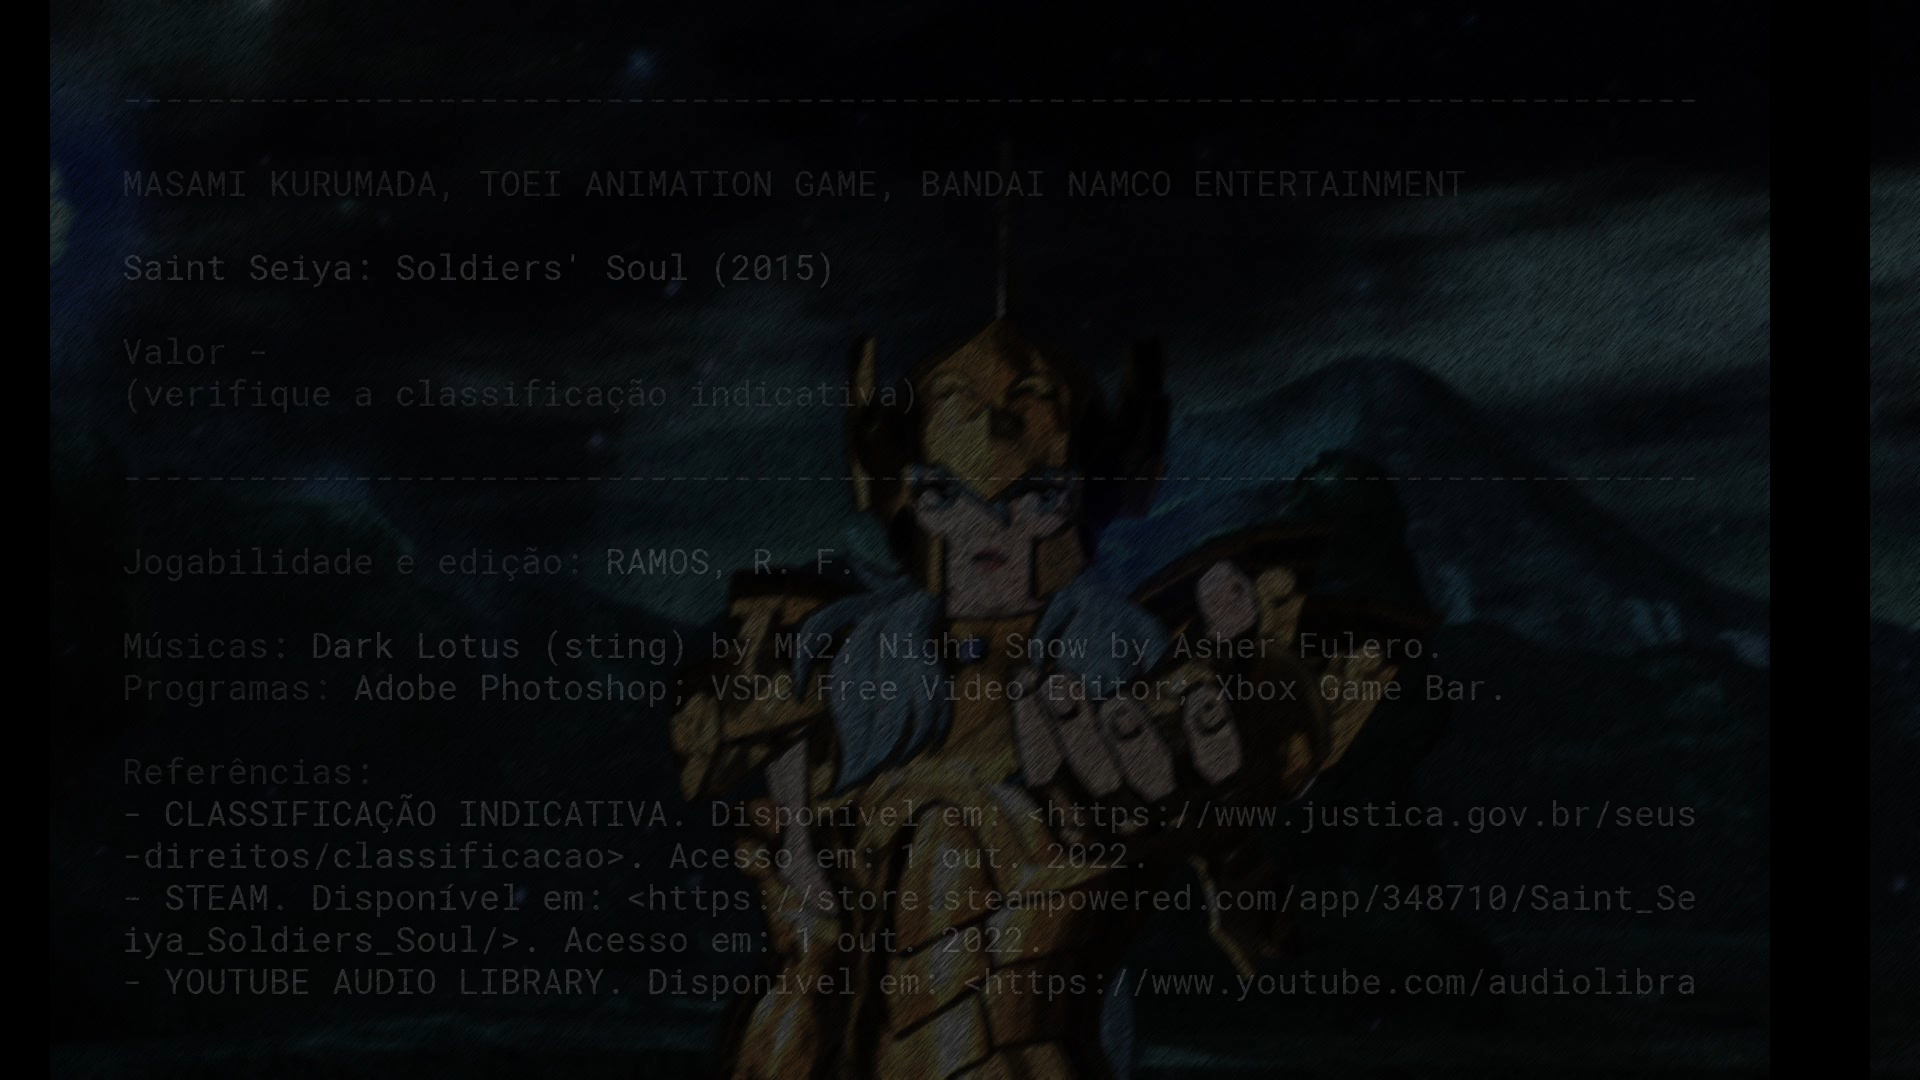 ---------------------------------------------------------------------------
MASAMI KURUMADA, TOEI ANIMATION GAME, BANDAI NAMCO ENTERTAINMENT
Saint Seiya: Soldiers' Soul (2015)
Valor -
(verifique a classificação indicativa)
---------------------------------------------------------------------------
Jogabilidade e edição: RAMOS, R. F.
Músicas: Dark Lotus (sting) by MK2; Night Snow by Asher Fulero.
Programas: Adobe Photoshop; VSDC Free Video Editor; Xbox Game Bar.
Referências:
- CLASSIFICAÇÃO INDICATIVA. Disponível em: <https://www.justica.gov.br/seus
-direitos/classificacao>. Acesso em: 1 out. 2022.
- STEAM. Disponível em: <https://store.steampowered.com/app/348710/Saint_Se
iya_Soldiers_Soul/>. Acesso em: 1 out. 2022.
- YOUTUBE AUDIO LIBRARY. Disponível em: <https://www.youtube.com/audiolibra